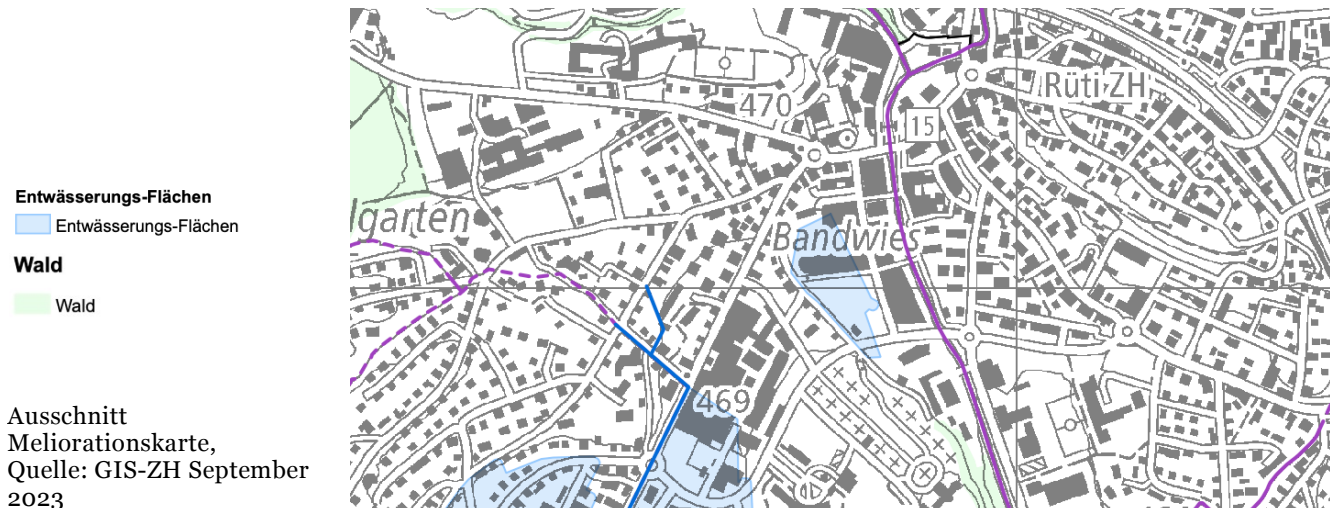 Entwässerungs-Flächen
Entwässerungs-Flächen
Wald
Wald
Ausschnitt
Meliorationskarte,
Quelle: GIS-ZH September
2023
470
Rüti ZH
15
lgarten
Bandwies
469